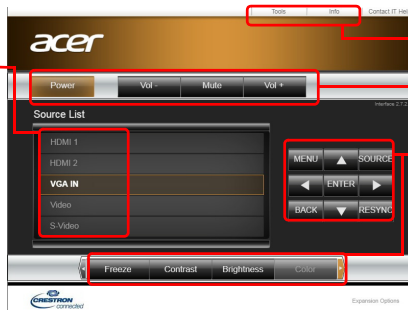 Tools Info Contact IT Hel
acer
Power Vol - Mute Vol +
Interface 2.7.2
Source List
HDMI 1
HDMI 2
VGA IN
Video
S-Video
MENU SOURCE
ENTER
BACK RESYNC
Freeze Contrast Brightness Color
CRESTRON connected
Expansion Options